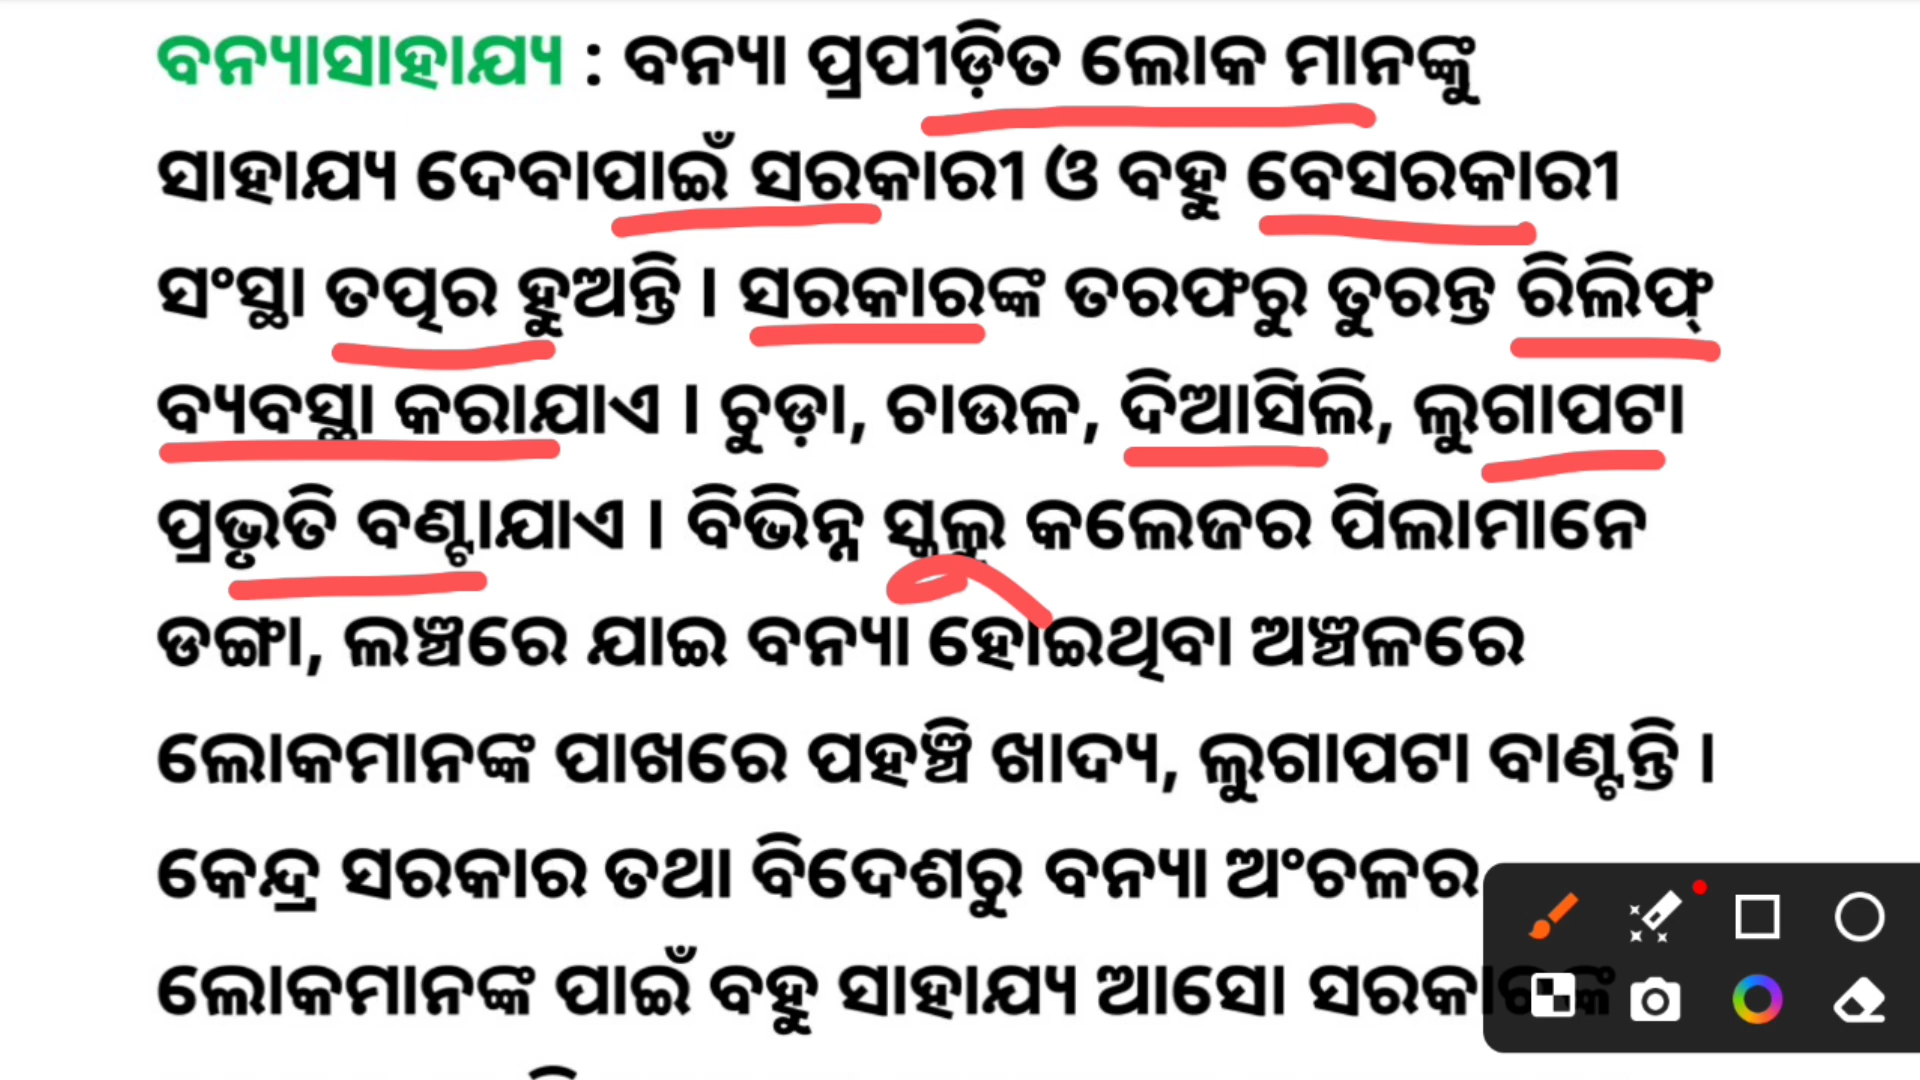 ବନ୍ୟାସାହାଯ୍ୟ : ବନ୍ୟା ପ୍ରପୀଡ଼ିତ ଲୋକ ମାନଙ୍କୁ
ସାହାଯ୍ୟ ଦେବାପାଇଁ ସରକାରୀ ଓ ବହୁ ବେସରକାରୀ
ସଂସ୍ଥା ତତ୍ପର ହୁଅନ୍ତି । ସରକାରଙ୍କ ତରଫରୁ ତୁରନ୍ତ ରିଲିଫ୍
ବ୍ୟବସ୍ଥା କରାଯାଏ । ଚୁଡ଼ା, ଚାଉଳ, ଦିଆସିଲି, ଲୁଗାପଟା
ପ୍ରଭୃତି ବଣ୍ଟାଯାଏ । ବିଭିନ୍ନ ସ୍କୁଲ୍ କଲେଜର ପିଲାମାନେ
ଡଙ୍ଗା, ଲଞ୍ଚରେ ଯାଇ ବନ୍ୟା ହୋଇଥିବା ଅଞ୍ଚଳରେ
ଲୋକମାନଙ୍କ ପାଖରେ ପହଞ୍ଚି ଖାଦ୍ୟ, ଲୁଗାପଟା ବାଣ୍ଟନ୍ତି ।
କେନ୍ଦ୍ର ସରକାର ତଥା ବିଦେଶରୁ ବନ୍ୟା ଅଂଚଳର
ଲୋକମାନଙ୍କ ପାଇଁ ବହୁ ସାହାଯ୍ୟ ଆସେ। ସରକାରଙ୍କ